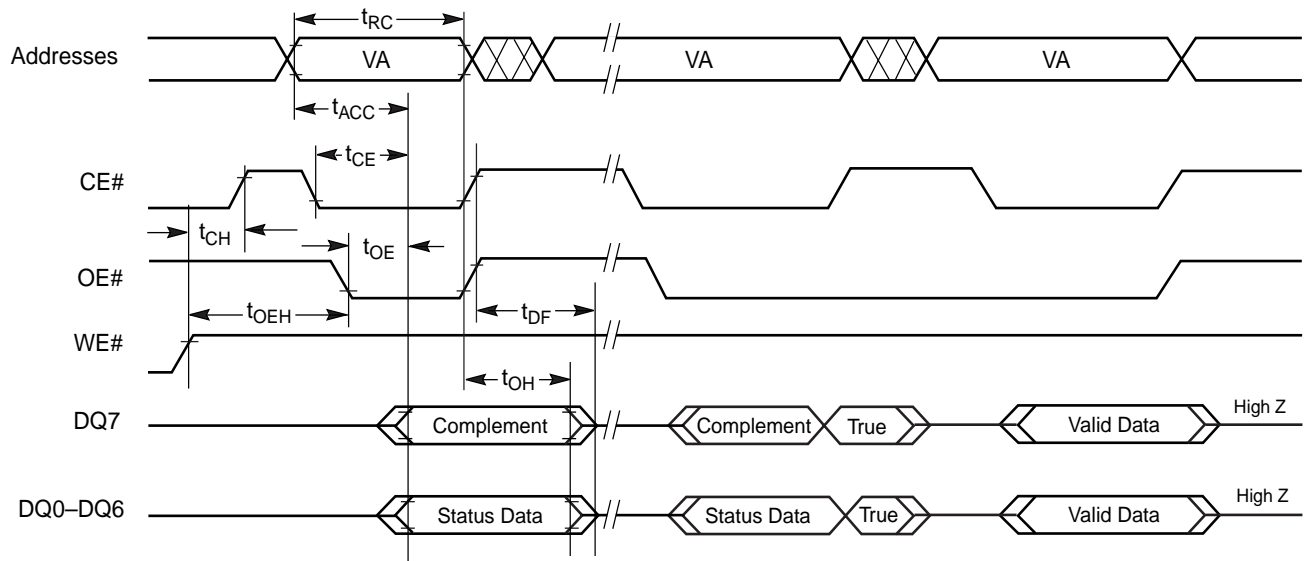 tRC
Addresses VA VA VA
tACC
tCE
CE#
tCH tOE
OE#
tOEH tDF
WE#
tOH
DQ7 Complement Complement True Valid Data High Z
DQ0–DQ6 Status Data Status Data True Valid Data High Z